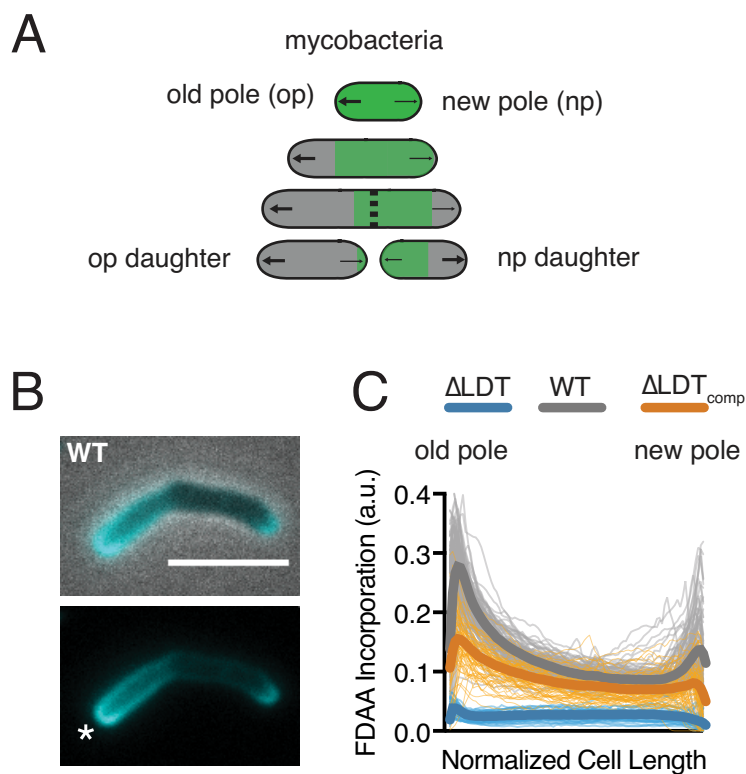 A
mycobacteria
old pole (op)
new pole (np)
op daughter
np daughter
B
WT
*
C
ΔLDT
WT
ΔLDTcomp
old pole
new pole
FDAA Incorporation (a.u.)
0.4
0.3
0.2
0.1
0.0
Normalized Cell Length